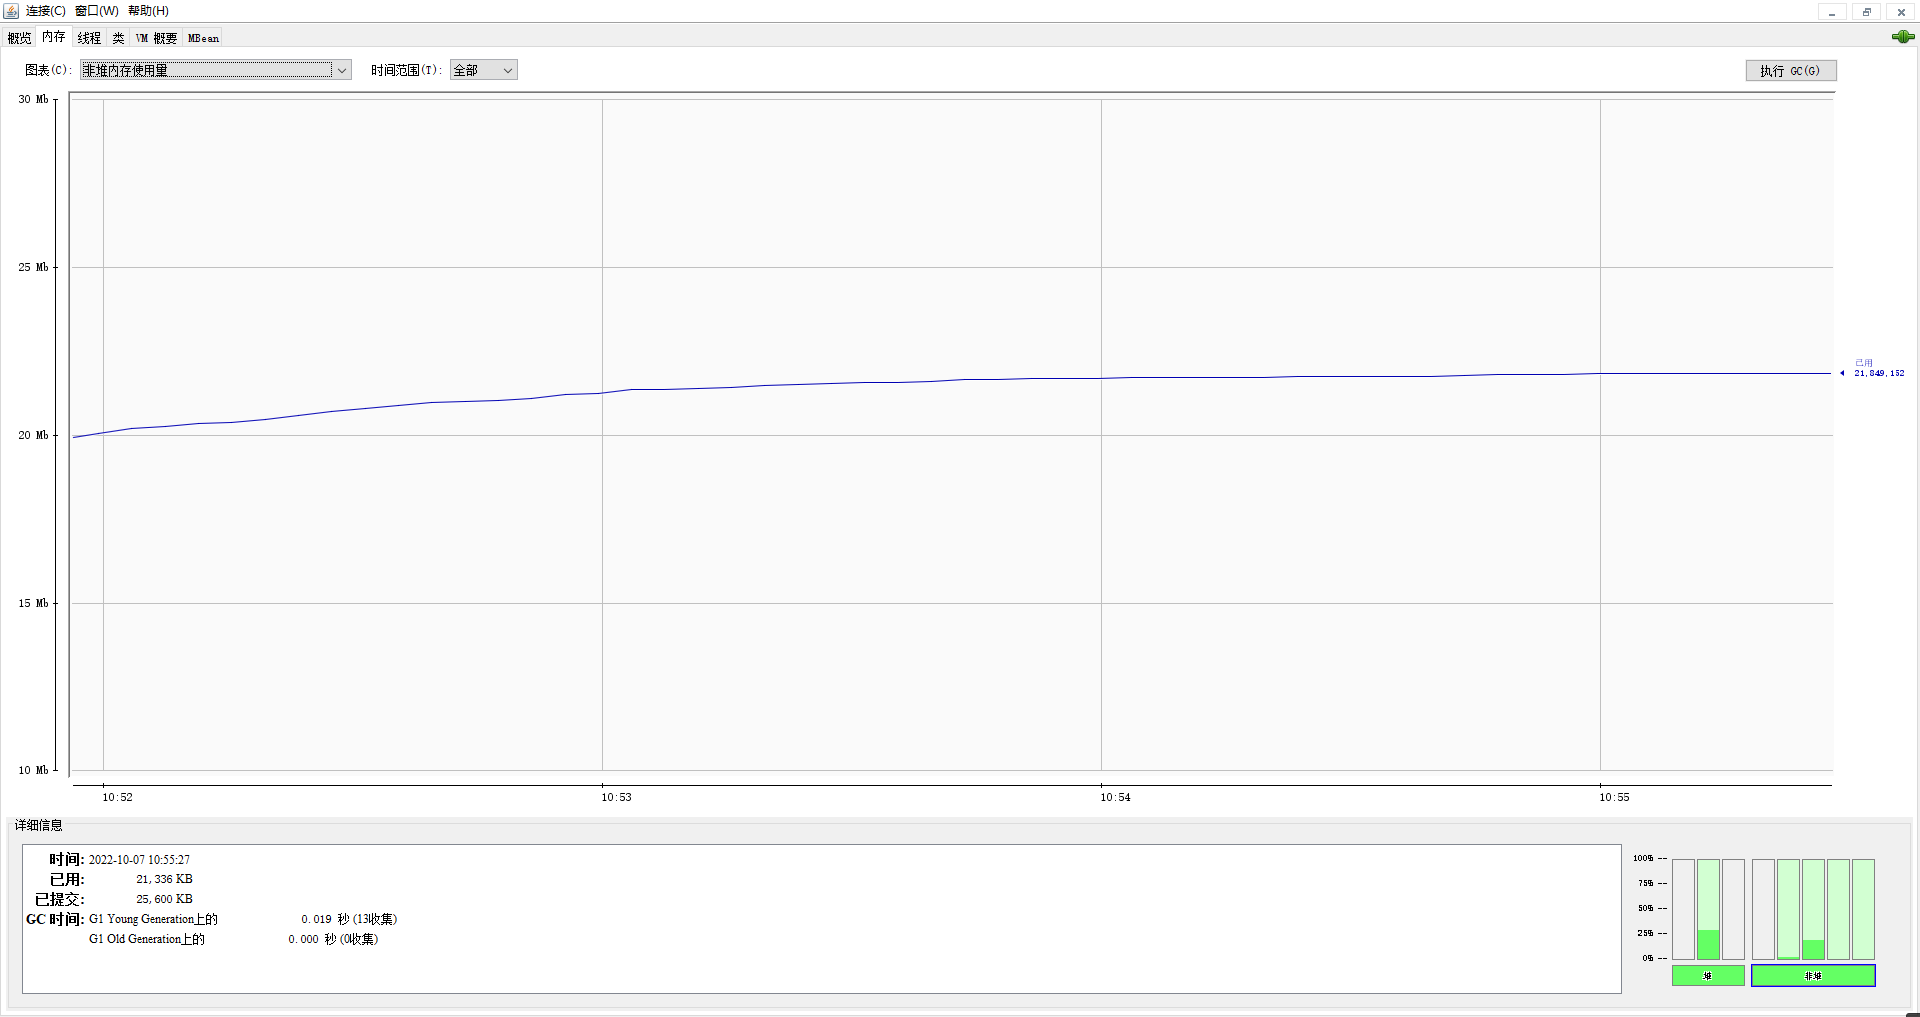 连接(C) 窗口(W) 帮助(H)
概览 内存 线程 类 VM 概要 MBean
图表(C): 非堆内存使用量 时间范围(T): 全部 执行 GC(G)
30 Mb
25 Mb
20 Mb
15 Mb
10 Mb
已用
21,849,152
10:52 10:53 10:54 10:55
详细信息
时间: 2022-10-07 10:55:27
已用: 21,336 KB
已提交: 25,600 KB
GC 时间: G1 Young Generation上的 0.019 秒 (13收集)
G1 Old Generation上的 0.000 秒 (0收集)
100% --
75% --
50% --
25% --
0% --
堆 非堆